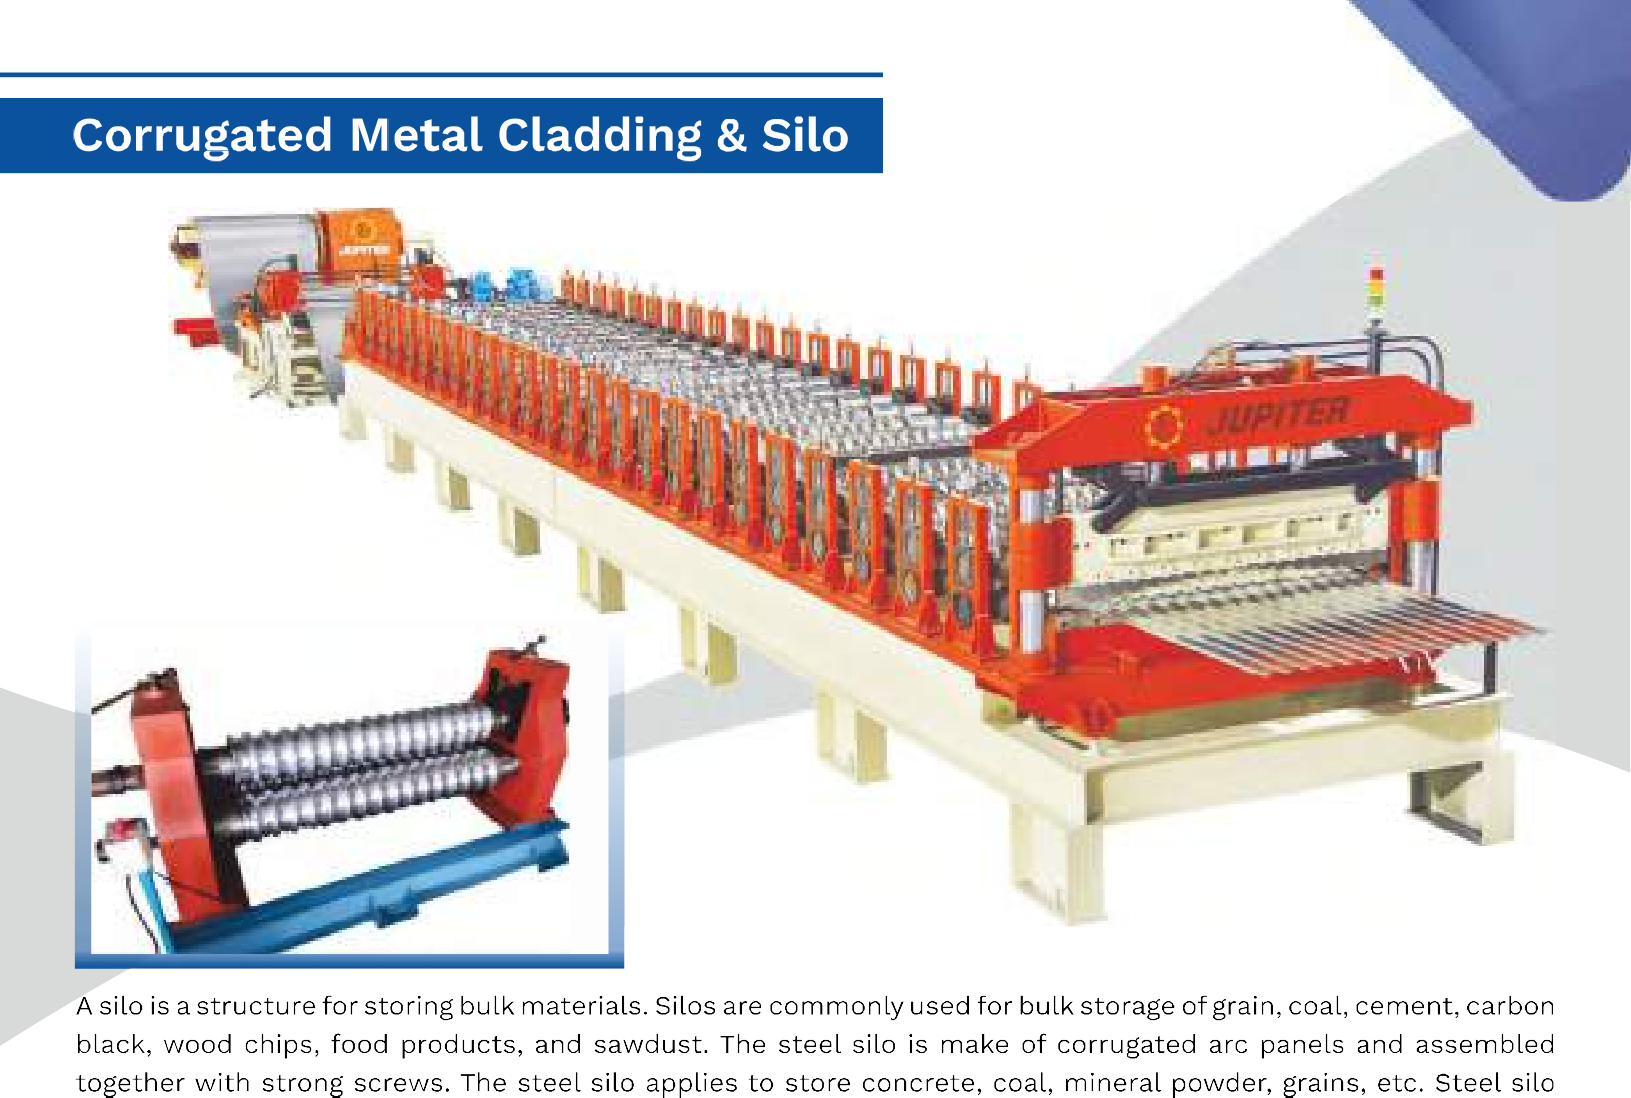 Corrugated Metal Cladding & Silo
JUPITER
JUPITER
A silo is a structure for storing bulk materials. Silos are commonly used for bulk storage of grain, coal, cement, carbon
black, wood chips, food products, and sawdust. The steel silo is make of corrugated arc panels and assembled
together with strong screws. The steel silo applies to store concrete, coal, mineral powder, grains, etc. Steel silo